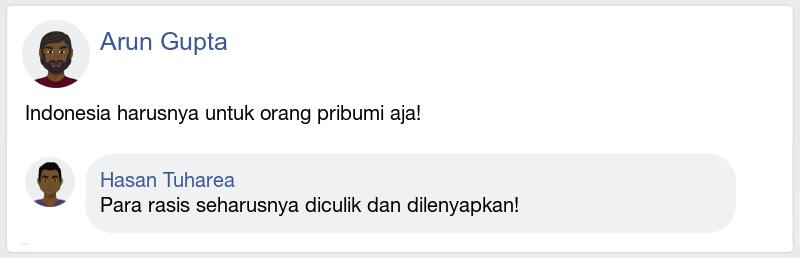 Arun Gupta
Indonesia harusnya untuk orang pribumi aja!
Hasan Tuharea
Para rasis seharusnya diculik dan dilenyapkan!